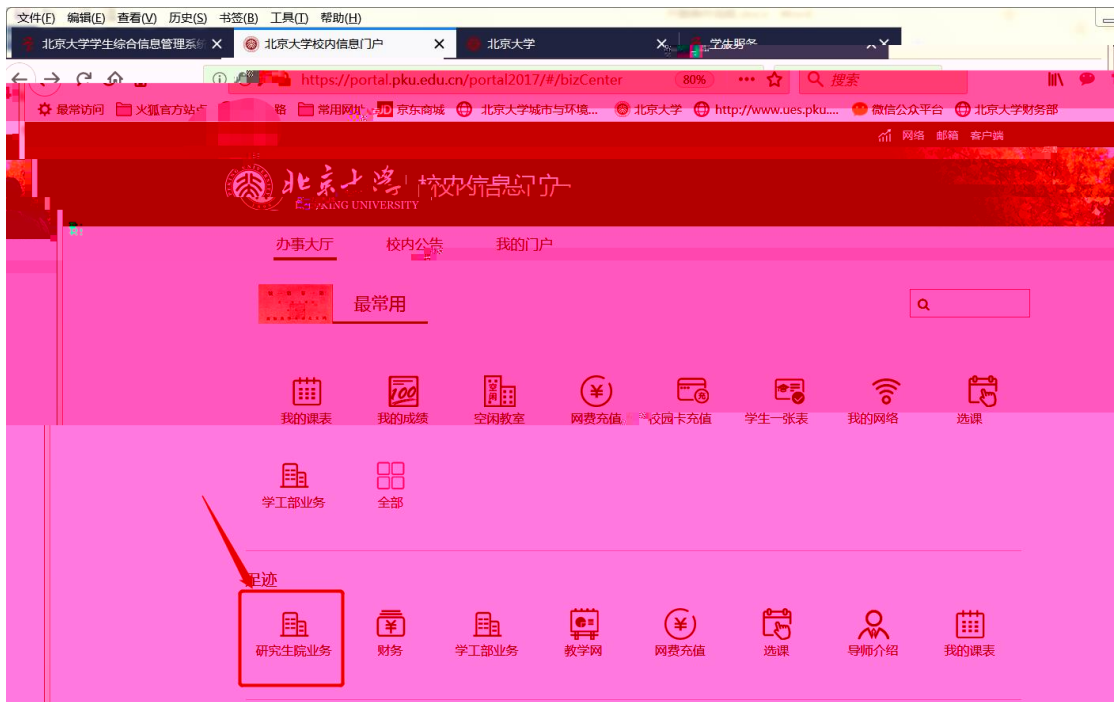 文件(F) 编辑(E) 查看(V) 历史(S) 书签(B) 工具(T) 帮助(H)
北京大学学生综合信息管理系统 北京大学校内信息门户 北京大学
https://portal.pku.edu.cn/portal2017/#/bizCenter 80% 搜索
最常访问 火狐官方站点 常用网址 JD 京东商城 北京大学城市与环境... 北京大学 http://www.ues.pku.... 微信公众平台 北京大学财务部
网络 邮箱 客户端
北京大学 校内信息门户
UNIVERSITY
办事大厅 校内公告 我的门户
最常用
我的课表 我的成绩 空闲教室 网费充值 校园卡充值 学生一张表 我的网络 选课
学工部业务 全部
足迹
研究生院业务 财务 学工部业务 教学网 网费充值 选课 导师介绍 我的课表